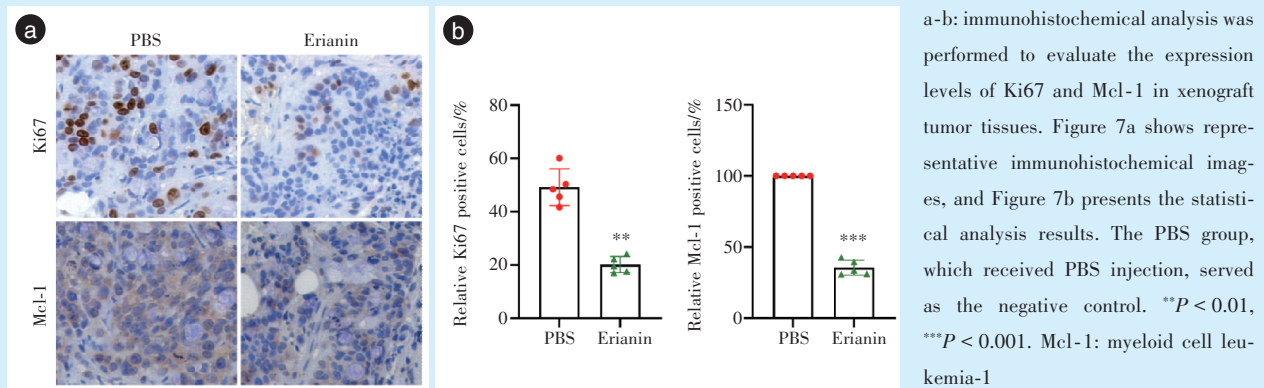 a
PBS
Erianin
Ki67
Mcl-1
b
Relative Ki67 positive cells/%
80
60
40
20
0
**
PBS
Erianin
Relative Mcl-1 positive cells/%
150
100
50
0
***
PBS
Erianin
a-b: immunohistochemical analysis was
performed to evaluate the expression
levels of Ki67 and Mcl-1 in xenograft
tumor tissues. Figure 7a shows repre-
sentative immunohistochemical imag-
es, and Figure 7b presents the statisti-
cal analysis results. The PBS group,
which received PBS injection, served
as the negative control. **P < 0.01,
***P < 0.001. Mcl-1: myeloid cell leu-
kemia-1